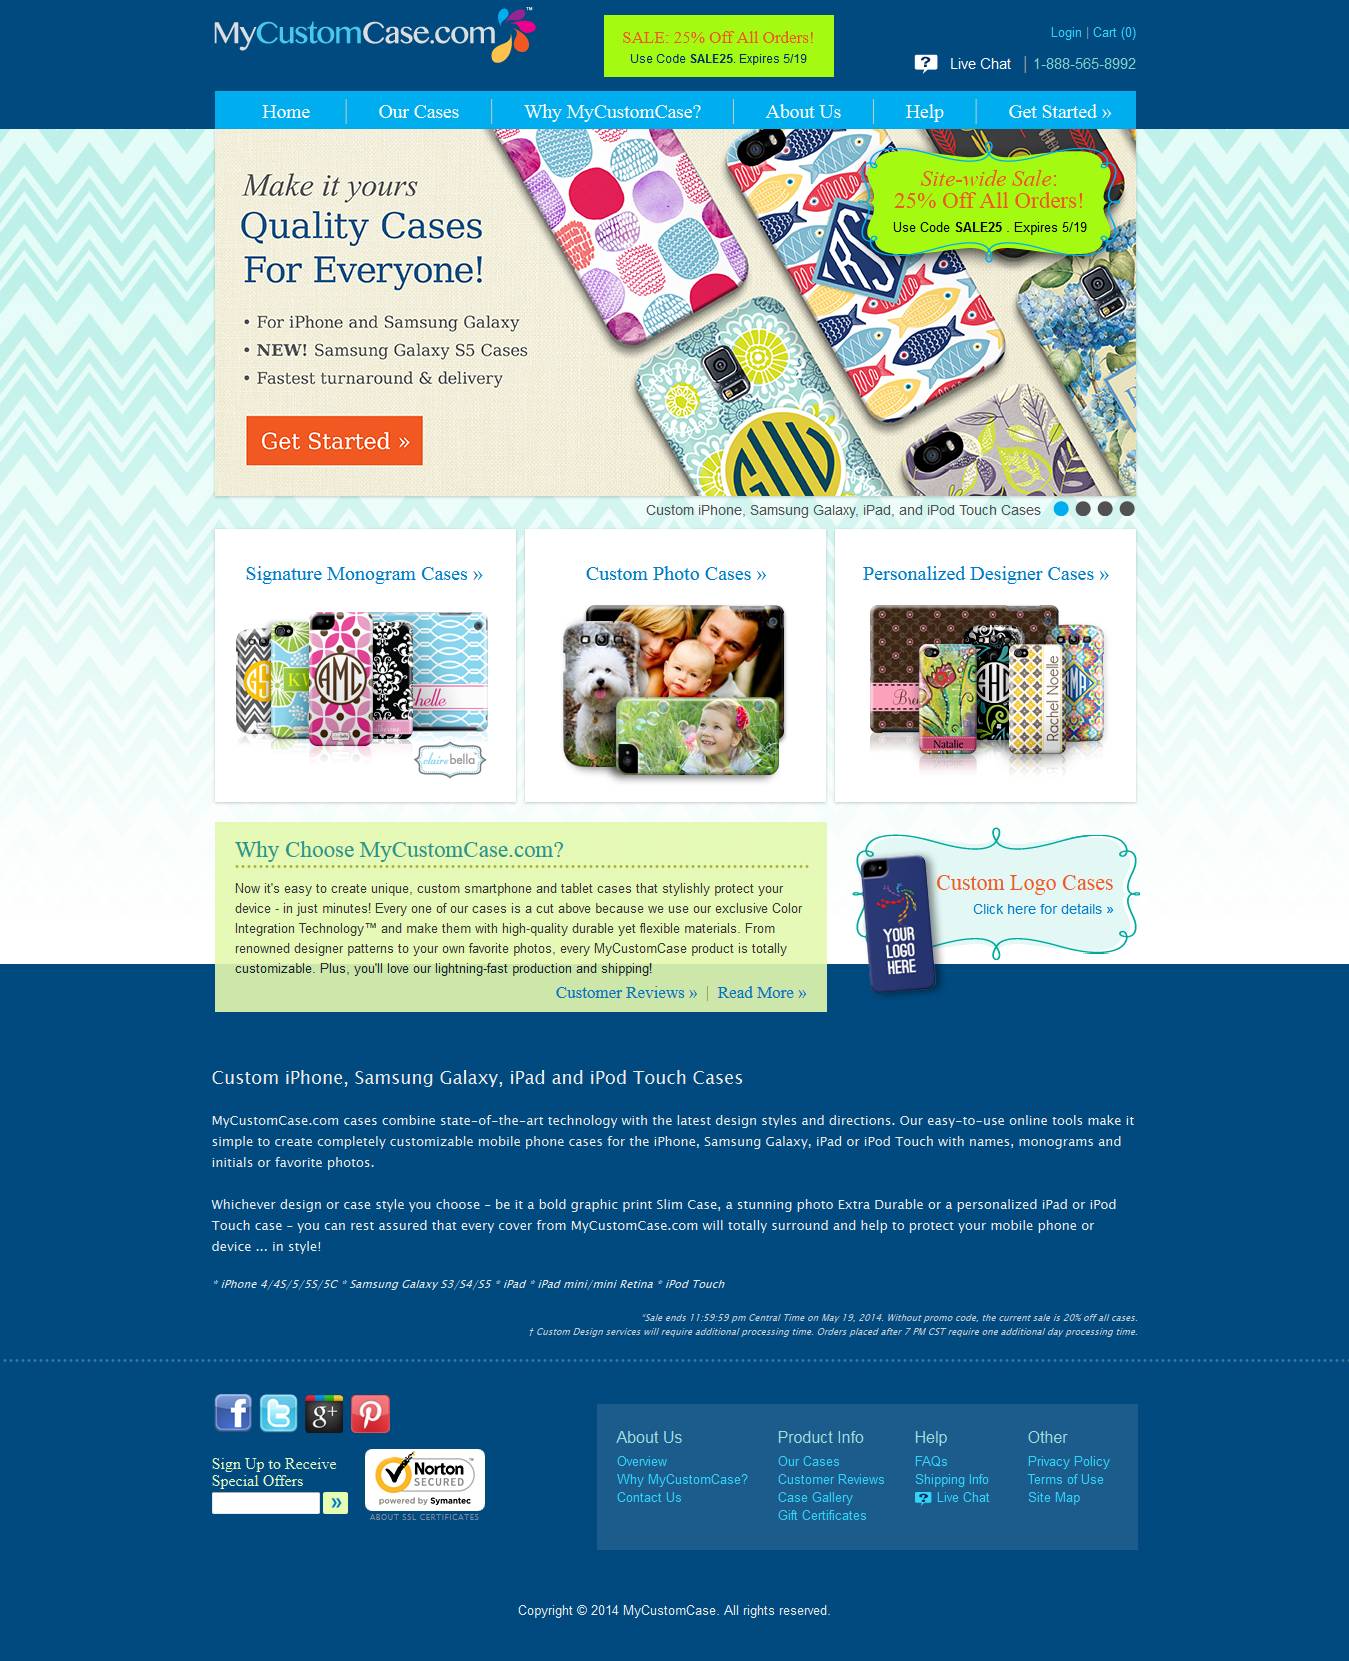 MyCustomCase.com™
SALE: 25% Off All Orders!
Use Code SALE25. Expires 5/19
Login | Cart (0)
? Live Chat | 1-888-565-8992
Home
Our Cases
Why MyCustomCase?
About Us
Help
Get Started »
Make it yours
Quality Cases
For Everyone!
• For iPhone and Samsung Galaxy
• NEW! Samsung Galaxy S5 Cases
• Fastest turnaround & delivery
Get Started »
Site-wide Sale:
25% Off All Orders!
Use Code SALE25 . Expires 5/19
RS
Custom iPhone, Samsung Galaxy, iPad, and iPod Touch Cases
Signature Monogram Cases »
AMC
helle
clairebella
Custom Photo Cases »
Personalized Designer Cases »
Bra
Natalie
Rachel Noelle
Why Choose MyCustomCase.com?
Now it's easy to create unique, custom smartphone and tablet cases that stylishly protect your
device - in just minutes! Every one of our cases is a cut above because we use our exclusive Color
Integration Technology™ and make them with high-quality durable yet flexible materials. From
renowned designer patterns to your own favorite photos, every MyCustomCase product is totally
customizable. Plus, you'll love our lightning-fast production and shipping!
Customer Reviews » | Read More »
Custom Logo Cases
Click here for details »
YOUR
LOGO
HERE
Custom iPhone, Samsung Galaxy, iPad and iPod Touch Cases
MyCustomCase.com cases combine state-of-the-art technology with the latest design styles and directions. Our easy-to-use online tools make it
simple to create completely customizable mobile phone cases for the iPhone, Samsung Galaxy, iPad or iPod Touch with names, monograms and
initials or favorite photos.
Whichever design or case style you choose – be it a bold graphic print Slim Case, a stunning photo Extra Durable or a personalized iPad or iPod
Touch case – you can rest assured that every cover from MyCustomCase.com will totally surround and help to protect your mobile phone or
device ... in style!
* iPhone 4/4S/5/5S/5C * Samsung Galaxy S3/S4/S5 * iPad * iPad mini/mini Retina * iPod Touch
*Sale ends 11:59:59 pm Central Time on May 19, 2014. Without promo code, the current sale is 20% off all cases.
† Custom Design services will require additional processing time. Orders placed after 7 PM CST require one additional day processing time.
Sign Up to Receive
Special Offers
»
Norton™
SECURED
powered by Symantec
ABOUT SSL CERTIFICATES
About Us
Overview
Why MyCustomCase?
Contact Us
Product Info
Our Cases
Customer Reviews
Case Gallery
Gift Certificates
Help
FAQs
Shipping Info
? Live Chat
Other
Privacy Policy
Terms of Use
Site Map
Copyright © 2014 MyCustomCase. All rights reserved.